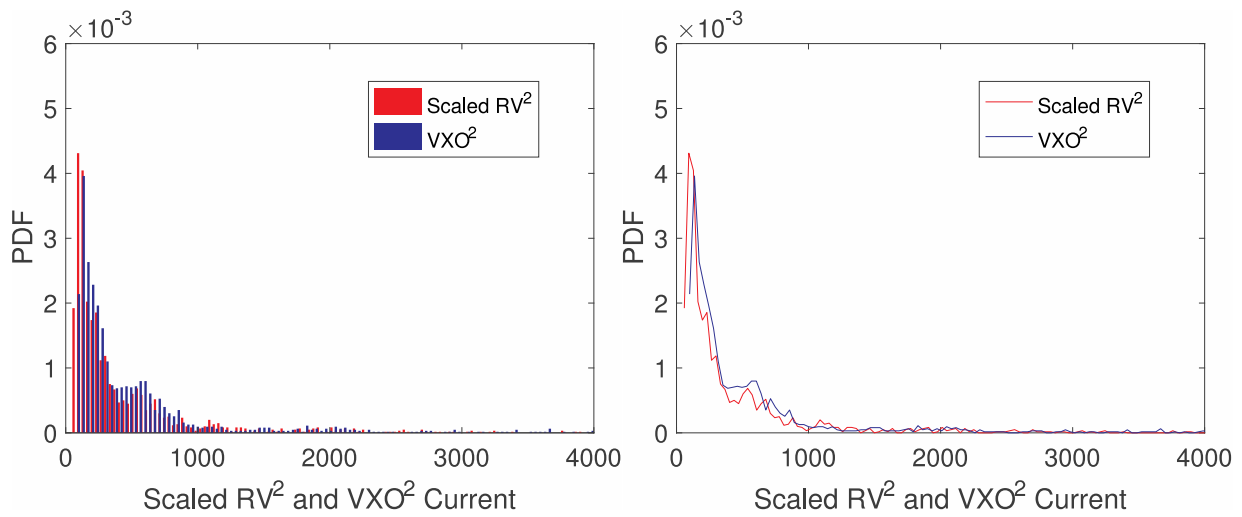 ×10⁻³
6
5
4
3
2
1
0
PDF
Scaled RV²
VXO²
0 1000 2000 3000 4000
Scaled RV² and VXO² Current
×10⁻³
6
5
4
3
2
1
0
PDF
Scaled RV²
VXO²
0 1000 2000 3000 4000
Scaled RV² and VXO² Current